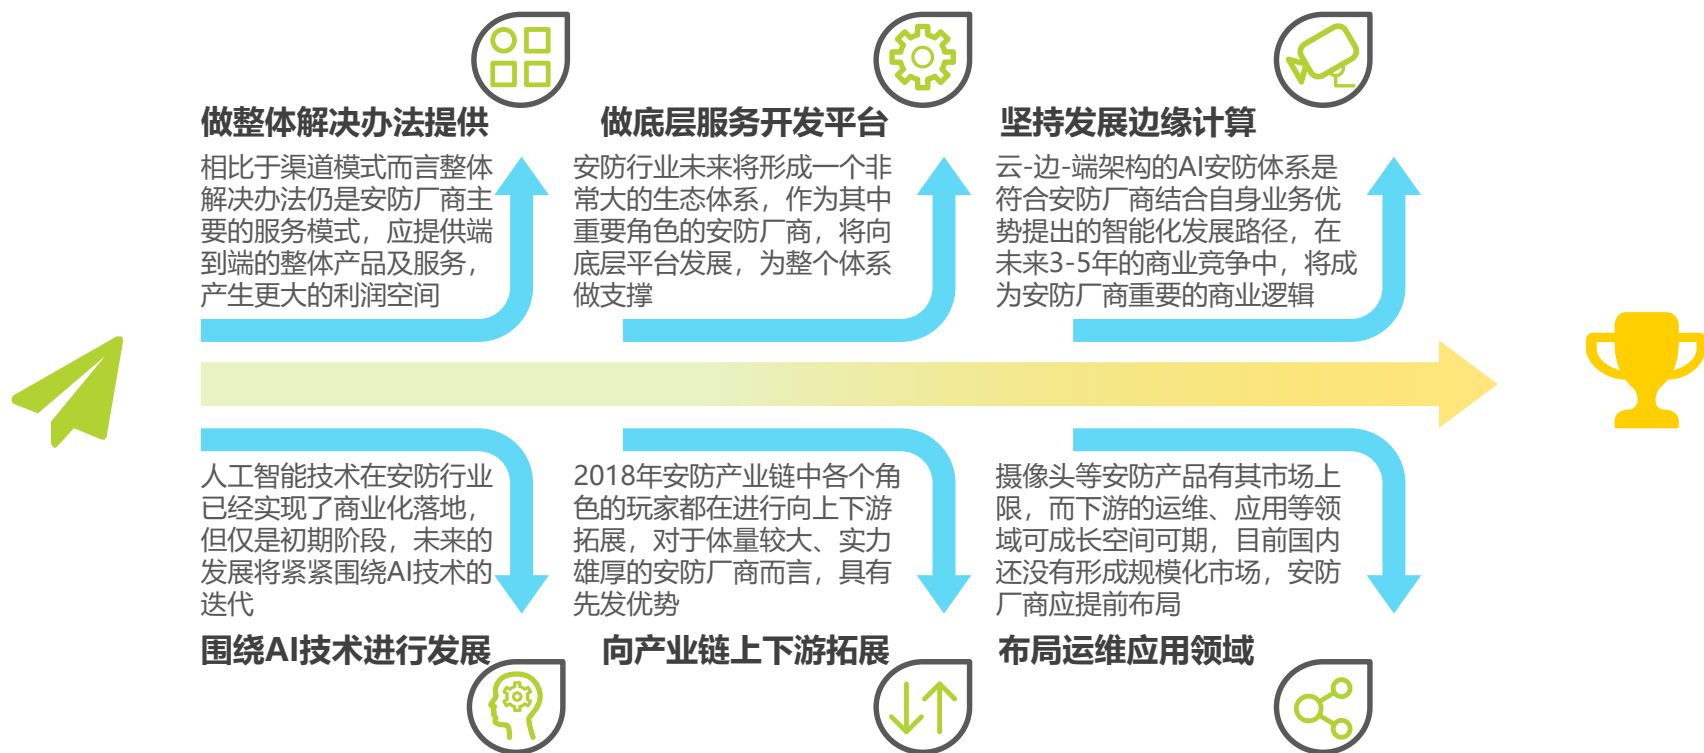 做整体解决办法提供
相比于渠道模式而言整体
解决办法仍是安防厂商主
要的服务模式，应提供端
到端的整体产品及服务，
产生更大的利润空间
做底层服务开发平台
安防行业未来将形成一个非
常大的生态体系，作为其中
重要角色的安防厂商，将向
底层平台发展，为整个体系
做支撑
坚持发展边缘计算
云-边-端架构的AI安防体系是
符合安防厂商结合自身业务优
势提出的智能化发展路径，在
未来3-5年的商业竞争中，将成
为安防厂商重要的商业逻辑
人工智能技术在安防行业
已经实现了商业化落地，
但仅是初期阶段，未来的
发展将紧紧围绕AI技术的
迭代
围绕AI技术进行发展
2018年安防产业链中各个角
色的玩家都在进行向上下游
拓展，对于体量较大、实力
雄厚的安防厂商而言，具有
先发优势
向产业链上下游拓展
摄像头等安防产品有其市场上
限，而下游的运维、应用等领
域可成长空间可期，目前国内
还没有形成规模化市场，安防
厂商应提前布局
布局运维应用领域